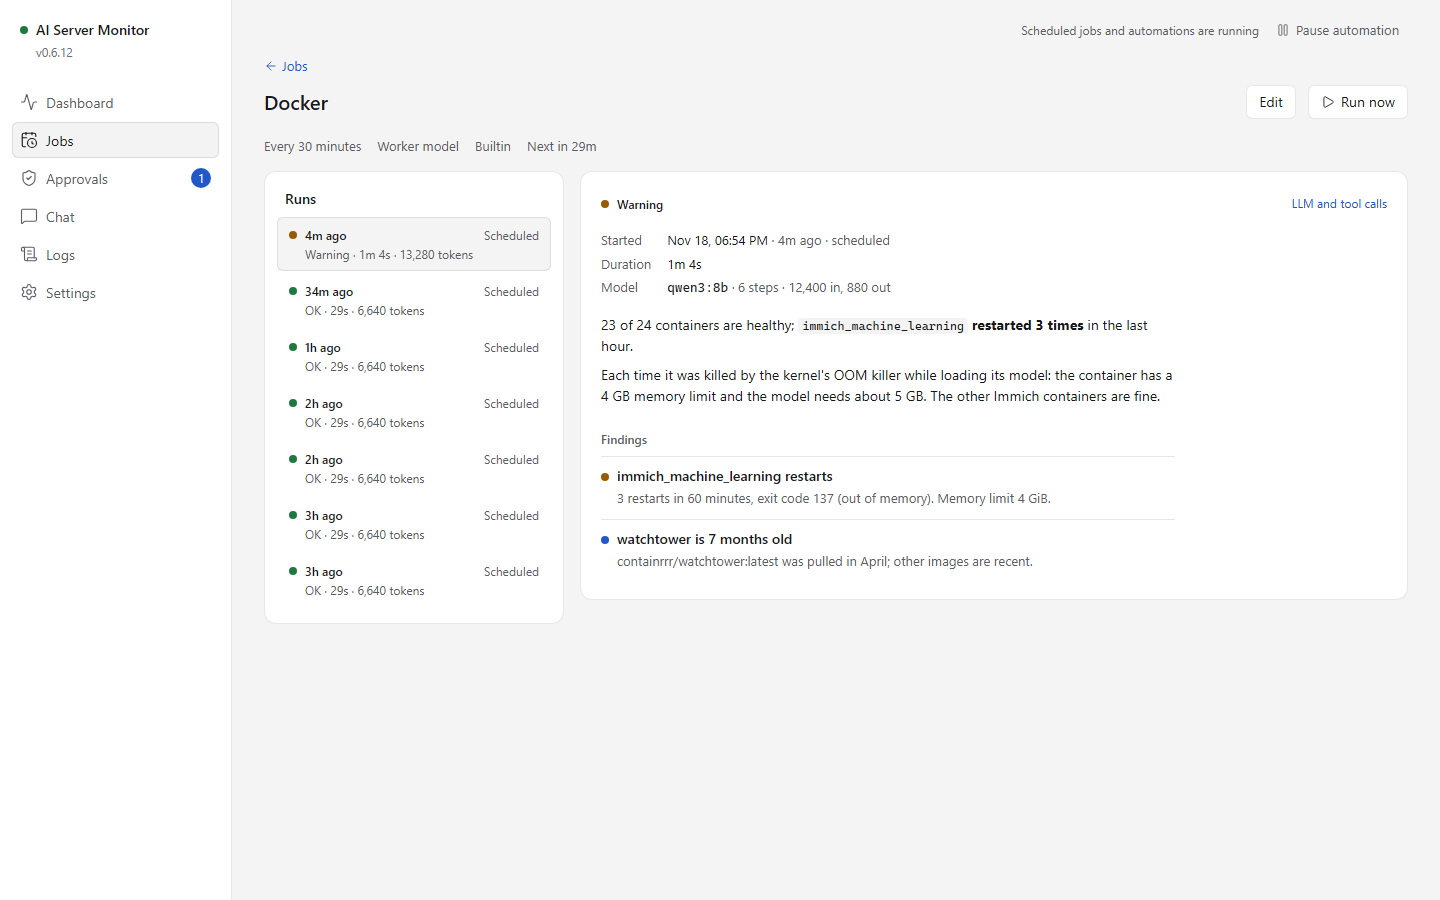 AI Server Monitor
v0.6.12
Dashboard
Jobs
Approvals 1
Chat
Logs
Settings
Scheduled jobs and automations are running Pause automation
← Jobs
Docker
Edit Run now
Every 30 minutes Worker model Builtin Next in 29m
Runs
4m ago Scheduled
Warning · 1m 4s · 13,280 tokens
34m ago Scheduled
OK · 29s · 6,640 tokens
1h ago Scheduled
OK · 29s · 6,640 tokens
2h ago Scheduled
OK · 29s · 6,640 tokens
2h ago Scheduled
OK · 29s · 6,640 tokens
3h ago Scheduled
OK · 29s · 6,640 tokens
3h ago Scheduled
OK · 29s · 6,640 tokens
Warning LLM and tool calls
Started Nov 18, 06:54 PM · 4m ago · scheduled
Duration 1m 4s
Model qwen3:8b · 6 steps · 12,400 in, 880 out
23 of 24 containers are healthy; immich_machine_learning restarted 3 times in the last
hour.
Each time it was killed by the kernel's OOM killer while loading its model: the container has a
4 GB memory limit and the model needs about 5 GB. The other Immich containers are fine.
Findings
immich_machine_learning restarts
3 restarts in 60 minutes, exit code 137 (out of memory). Memory limit 4 GiB.
watchtower is 7 months old
containrrr/watchtower:latest was pulled in April; other images are recent.